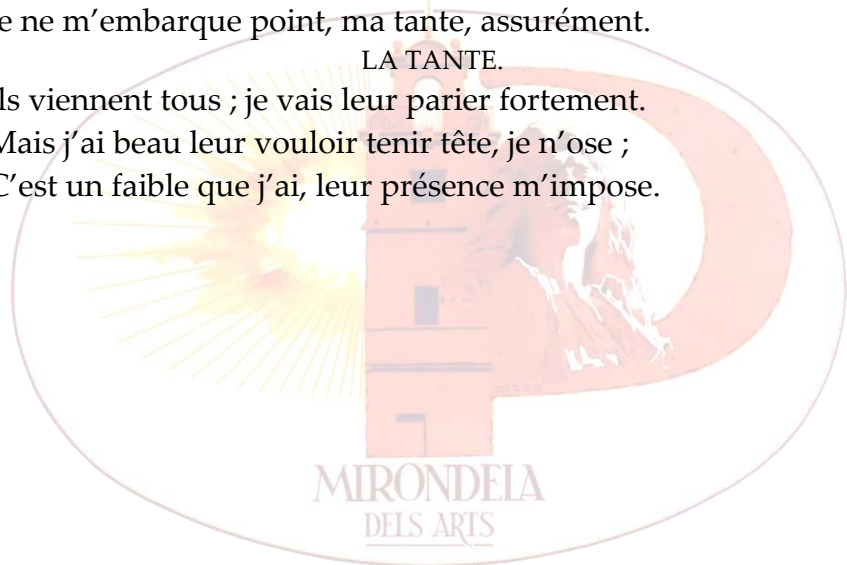 e ne m’embarque point, ma tante, assurément.
LA TANTE.
ls viennent tous ; je vais leur parier fortement.
Mais j’ai beau leur vouloir tenir tête, je n’ose ;
C’est un faible que j’ai, leur présence m’impose.
MIRONDELA
DELS ARTS